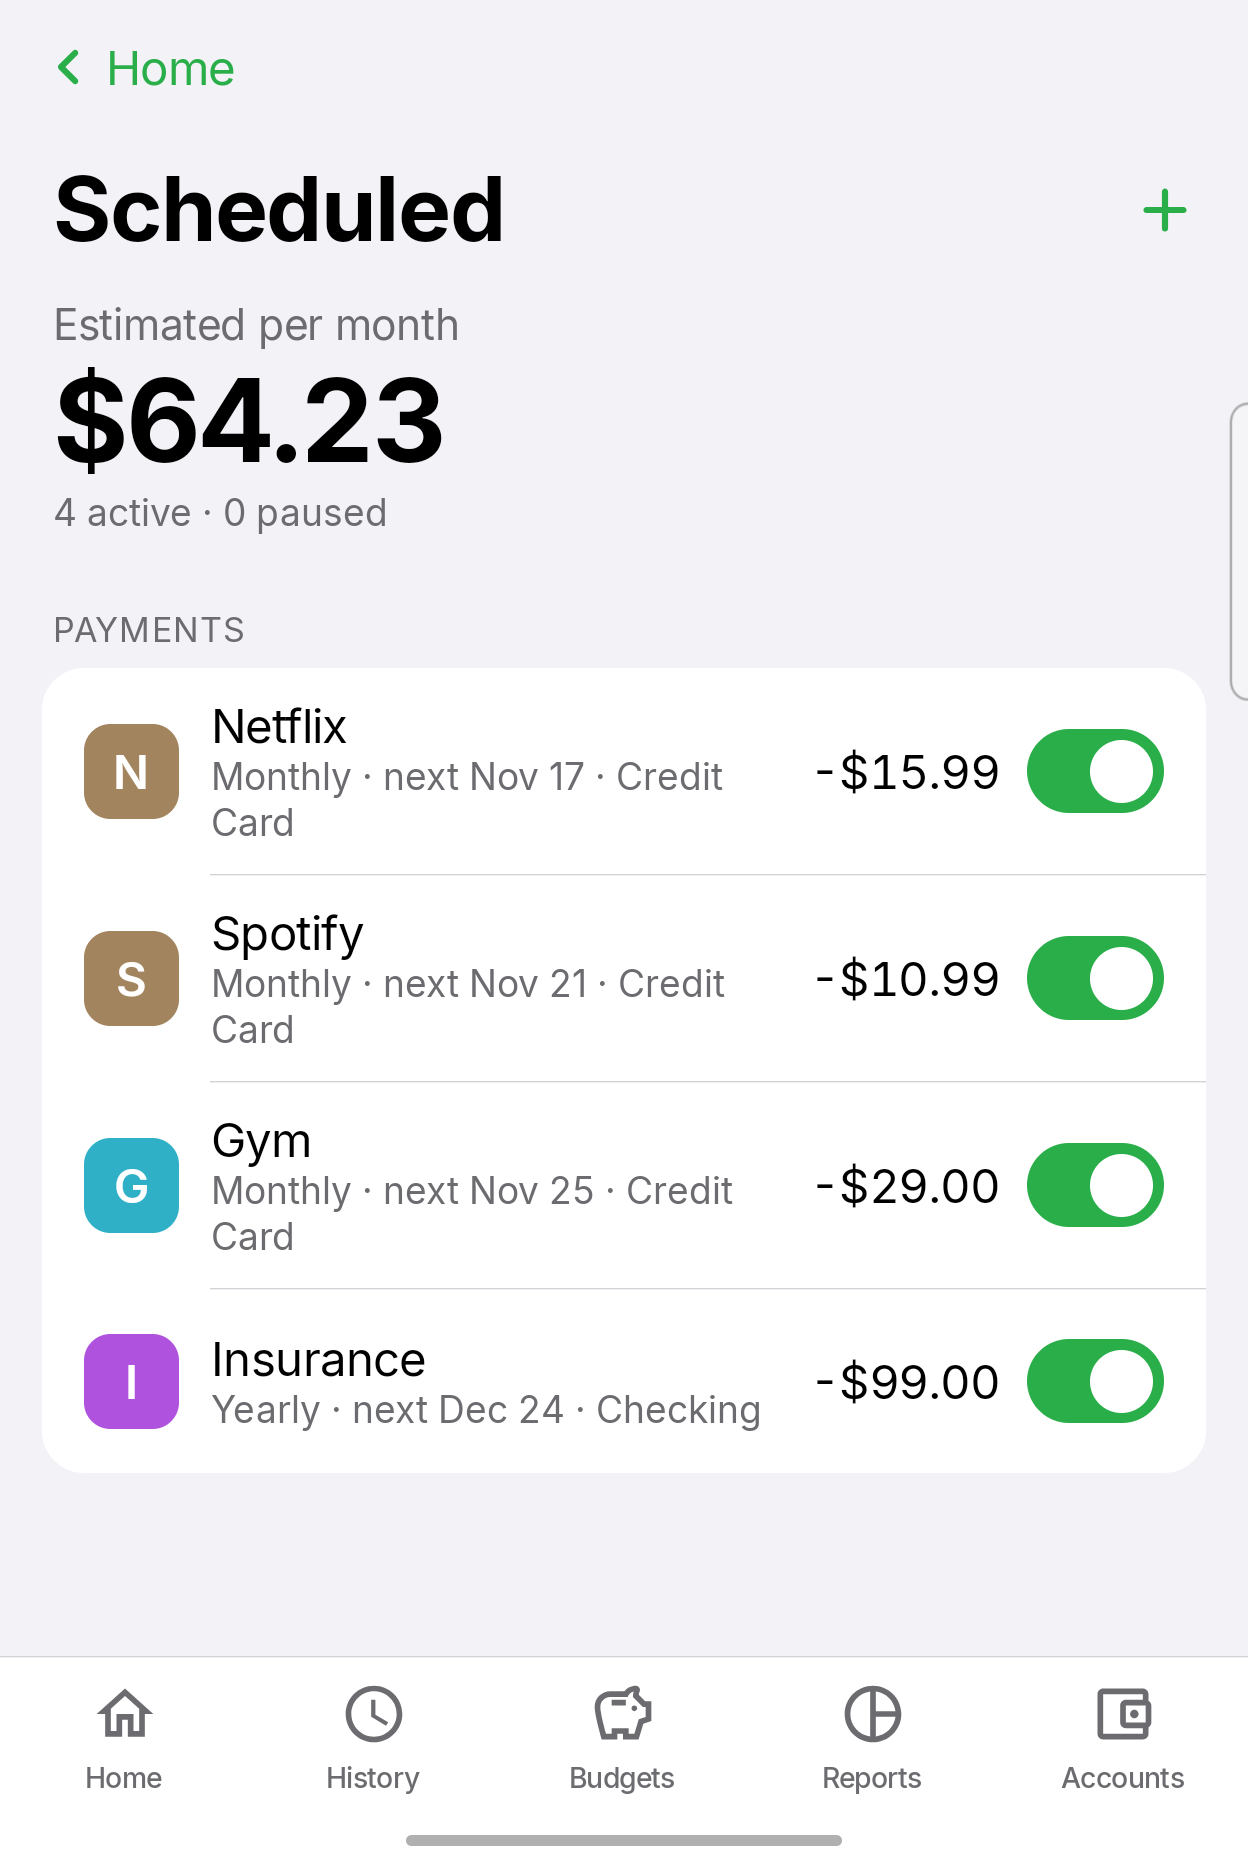 Home
Scheduled
Estimated per month
$64.23
4 active · 0 paused
PAYMENTS
N
Netflix
Monthly · next Nov 17 · Credit
Card
-$15.99
S
Spotify
Monthly · next Nov 21 · Credit
Card
-$10.99
G
Gym
Monthly · next Nov 25 · Credit
Card
-$29.00
I
Insurance
Yearly · next Dec 24 · Checking
-$99.00
Home
History
Budgets
Reports
Accounts